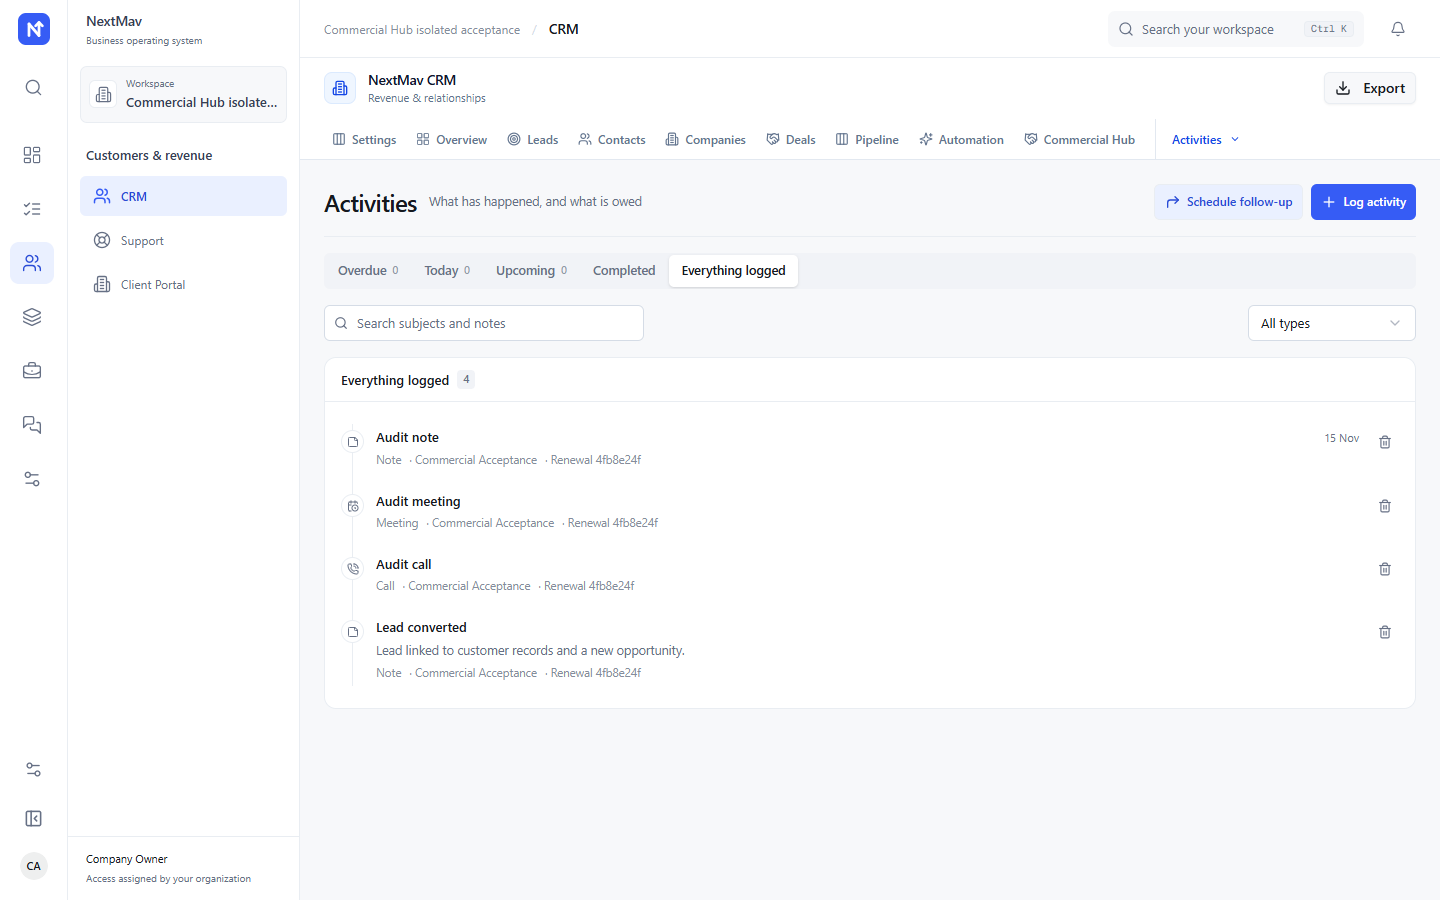 NextMav
Business operating system
Workspace
Commercial Hub isolate...
Customers & revenue
CRM
Support
Client Portal
Company Owner
Access assigned by your organization
CA
Commercial Hub isolated acceptance / CRM
Search your workspace Ctrl K
NextMav CRM
Revenue & relationships
Export
Settings Overview Leads Contacts Companies Deals Pipeline Automation Commercial Hub Activities
Activities What has happened, and what is owed
Schedule follow-up Log activity
Overdue 0 Today 0 Upcoming 0 Completed Everything logged
Search subjects and notes
All types
Everything logged 4
Audit note 15 Nov
Note · Commercial Acceptance · Renewal 4fb8e24f
Audit meeting
Meeting · Commercial Acceptance · Renewal 4fb8e24f
Audit call
Call · Commercial Acceptance · Renewal 4fb8e24f
Lead converted
Lead linked to customer records and a new opportunity.
Note · Commercial Acceptance · Renewal 4fb8e24f